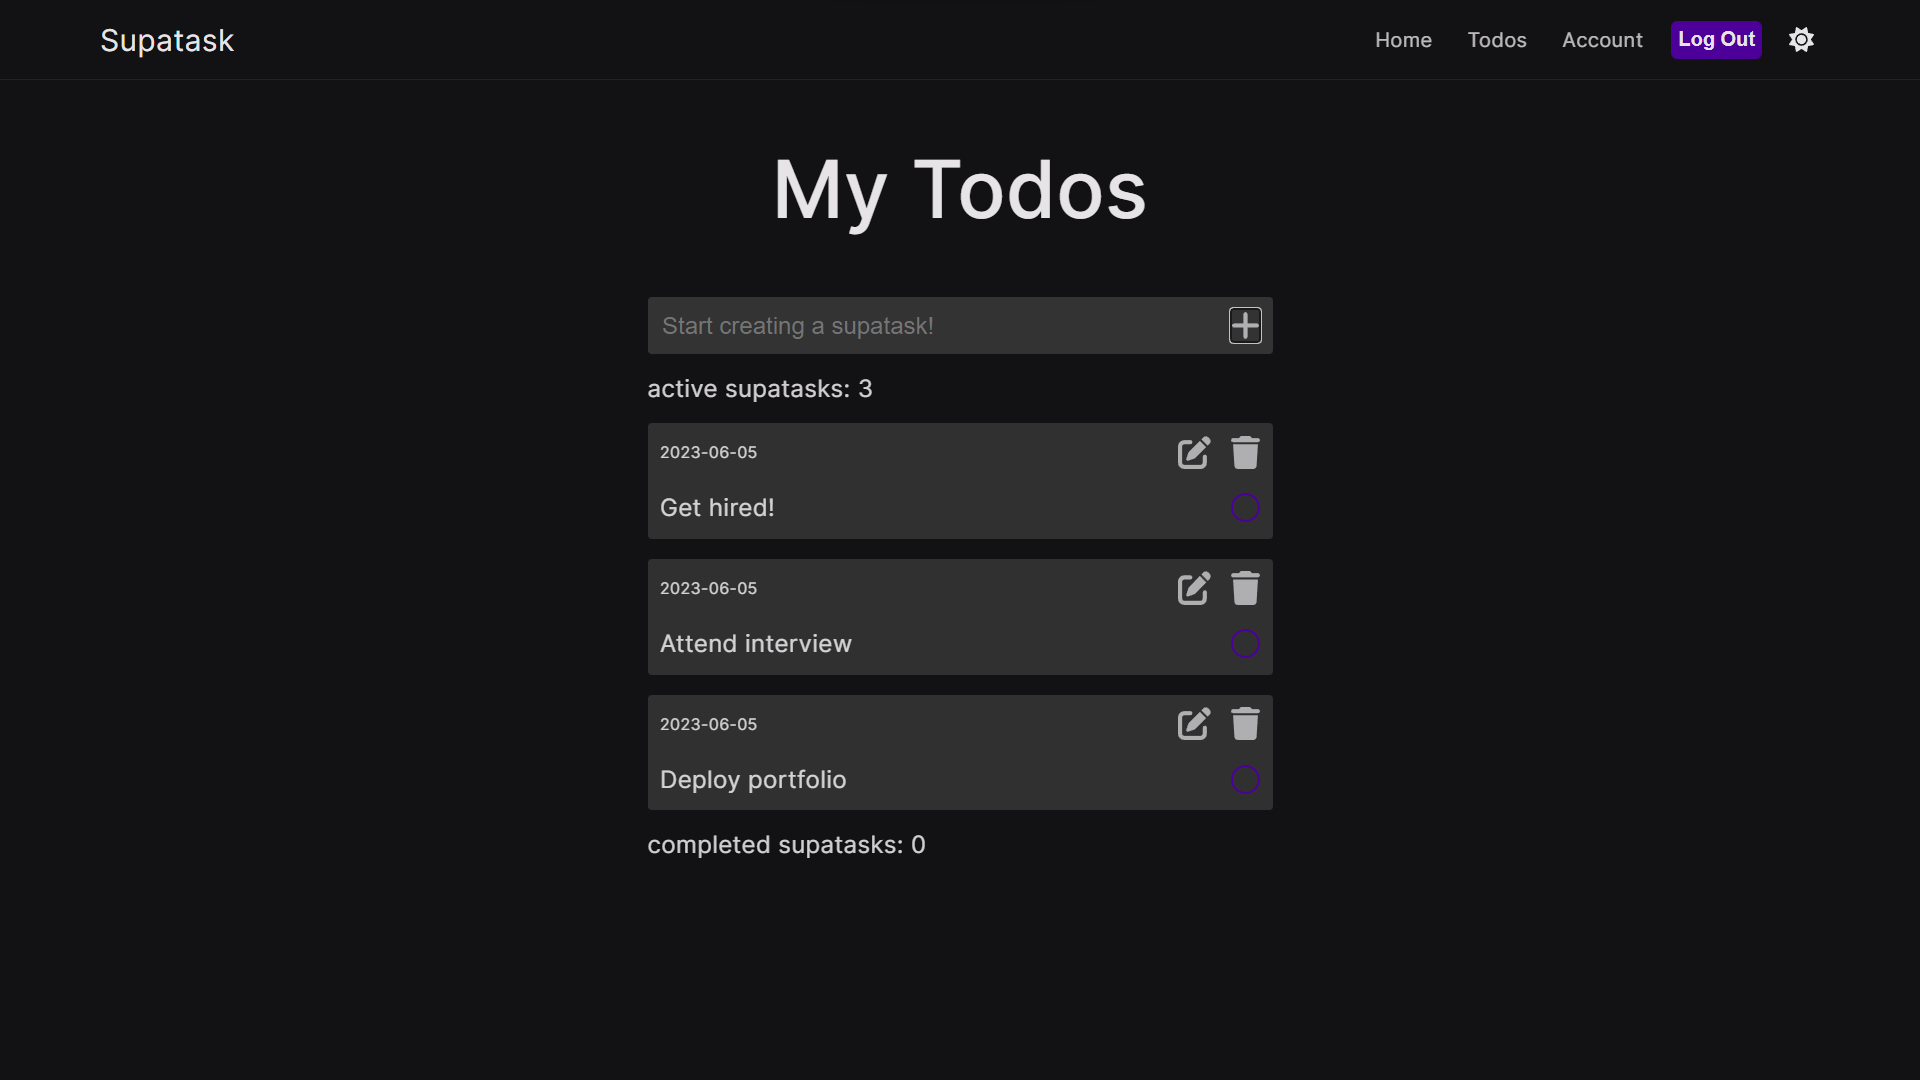 Supatask
Home Todos Account Log Out
My Todos
Start creating a supatask!
active supatasks: 3
2023-06-05
Get hired!
2023-06-05
Attend interview
2023-06-05
Deploy portfolio
completed supatasks: 0